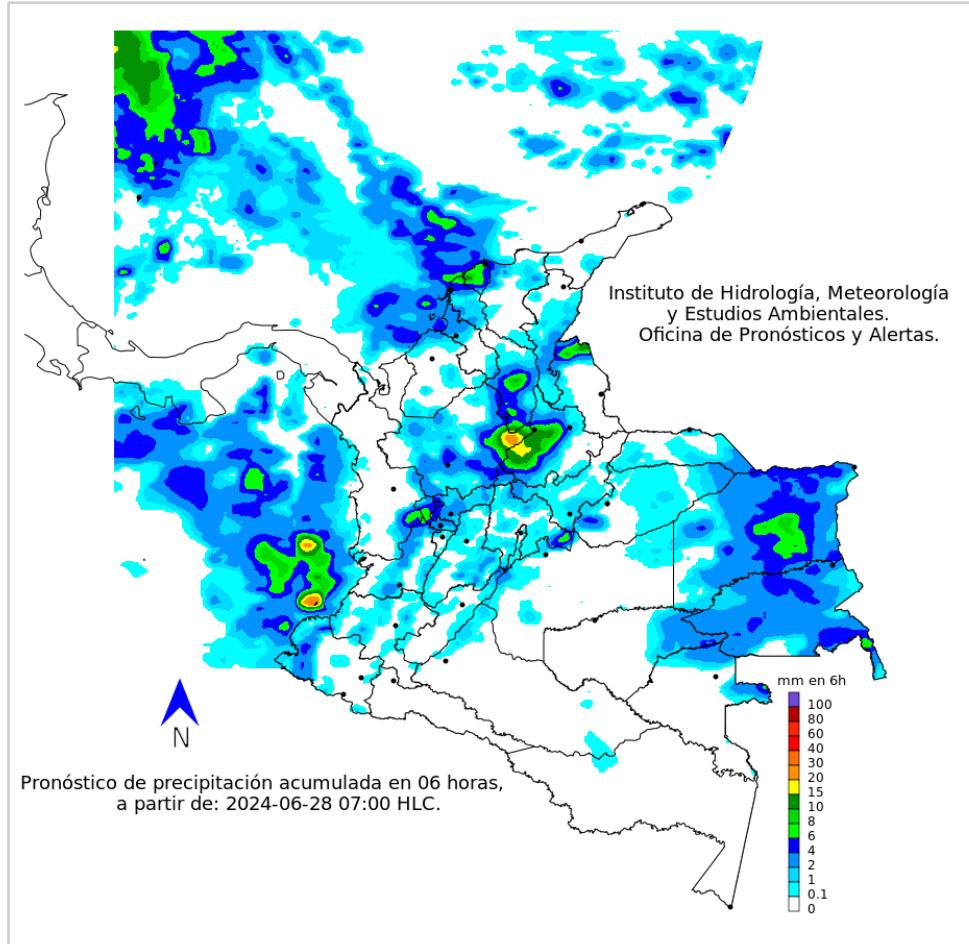 Instituto de Hidrología, Meteorología
y Estudios Ambientales.
Oficina de Pronósticos y Alertas.
mm en 6h
100
80
60
40
30
20
15
10
8
6
4
2
1
0.1
0
N
Pronóstico de precipitación acumulada en 06 horas,
a partir de: 2024-06-28 07:00 HLC.